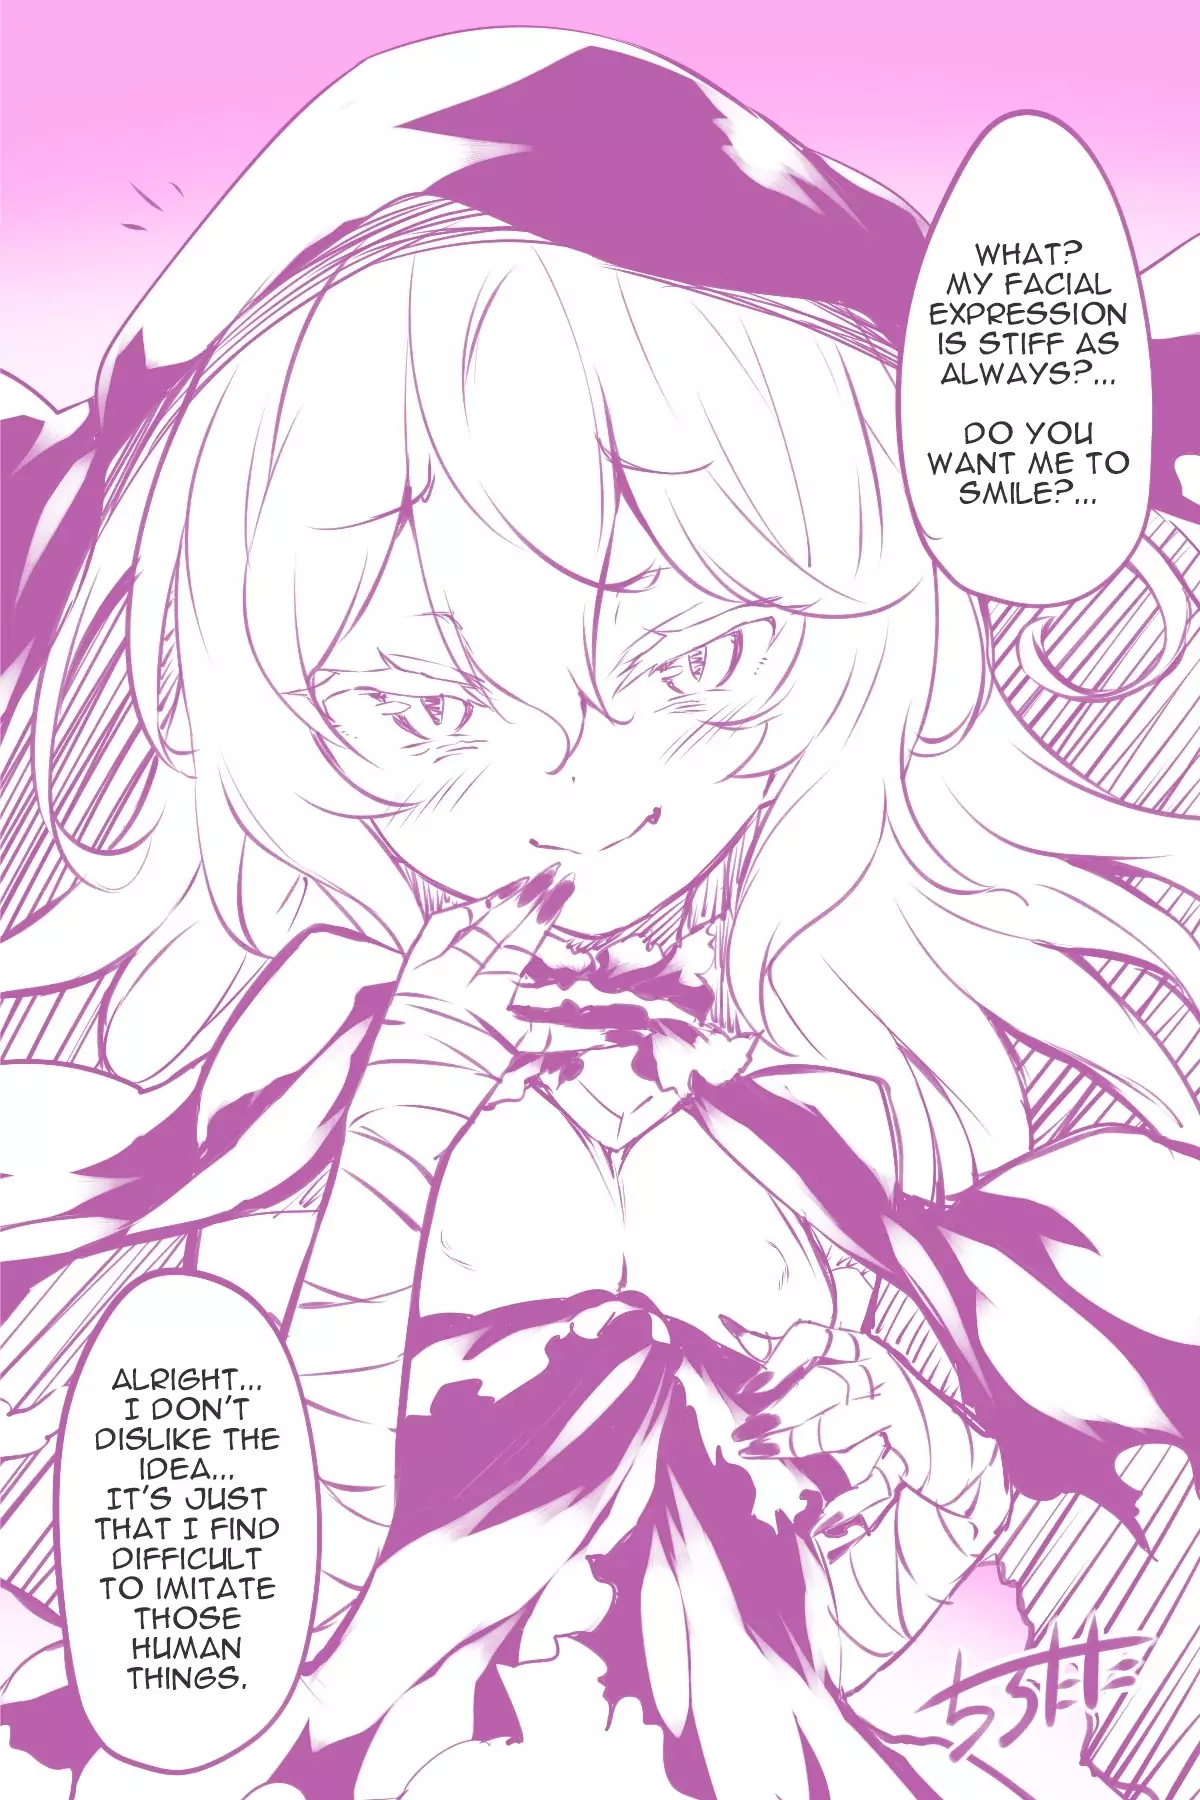 WHAT?
MY FACIAL
EXPRESSION
IS STIFF AS
ALWAYS?...
DO YOU
WANT ME TO
SMILE?...
ALRIGHT...
I DON'T
DISLIKE THE
IDEA...
IT'S JUST
THAT I FIND
DIFFICULT
TO IMITATE
THOSE
HUMAN
THINGS.